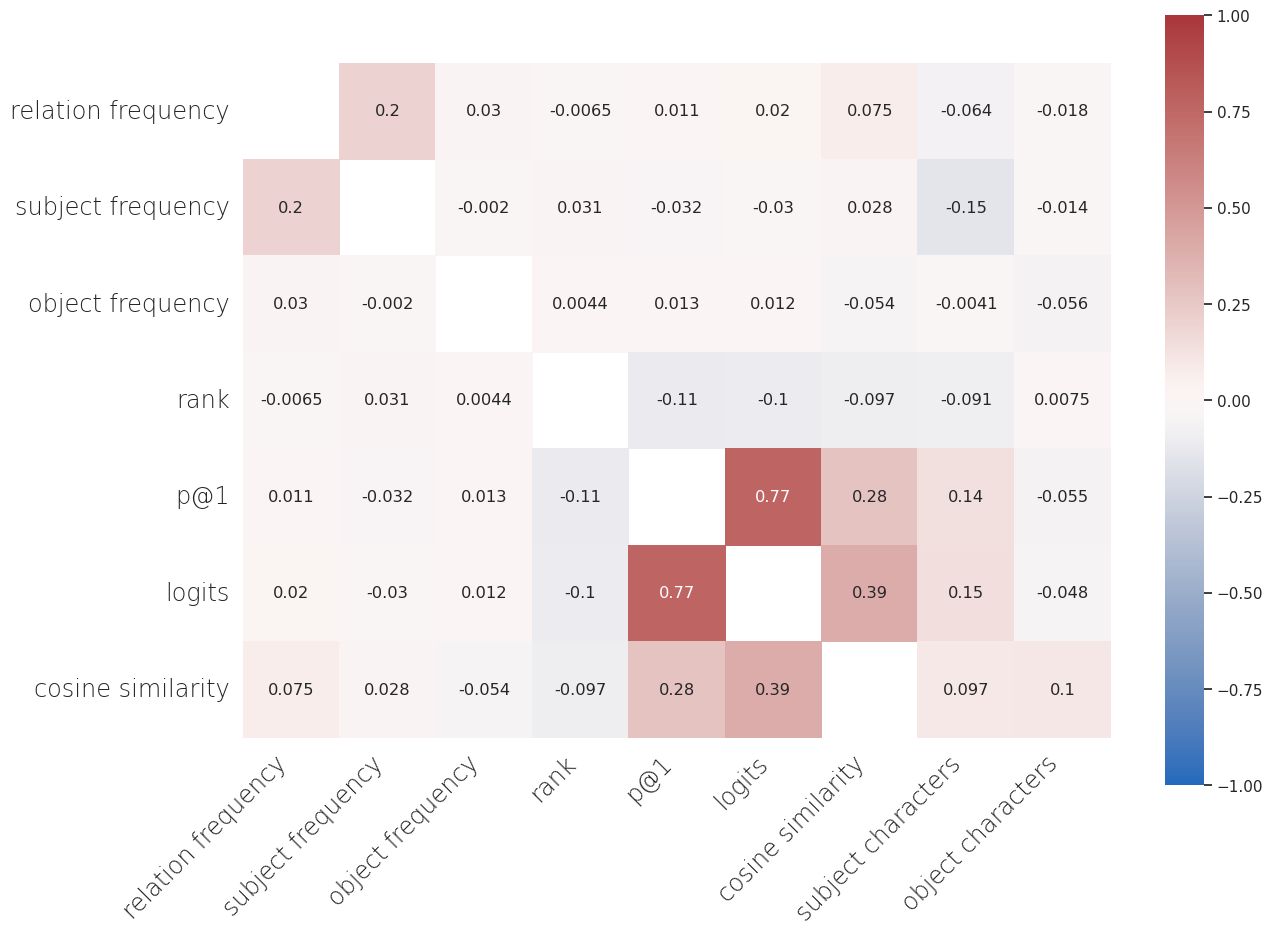 1.00
relation frequency 0.2 0.03 -0.0065 0.011 0.02 0.075 -0.064 -0.018
0.75
subject frequency 0.2 -0.002 0.031 -0.032 -0.03 0.028 -0.15 -0.014
0.50
object frequency 0.03 -0.002 0.0044 0.013 0.012 -0.054 -0.0041 -0.056
0.25
rank -0.0065 0.031 0.0044 -0.11 -0.1 -0.097 -0.091 0.0075
0.00
p@1 0.011 -0.032 0.013 -0.11 0.77 0.28 0.14 -0.055
−0.25
logits 0.02 -0.03 0.012 -0.1 0.77 0.39 0.15 -0.048
−0.50
cosine similarity 0.075 0.028 -0.054 -0.097 0.28 0.39 0.097 0.1
−0.75
−1.00
relation frequency
subject frequency
object frequency
rank
p@1
logits
cosine similarity
subject characters
object characters